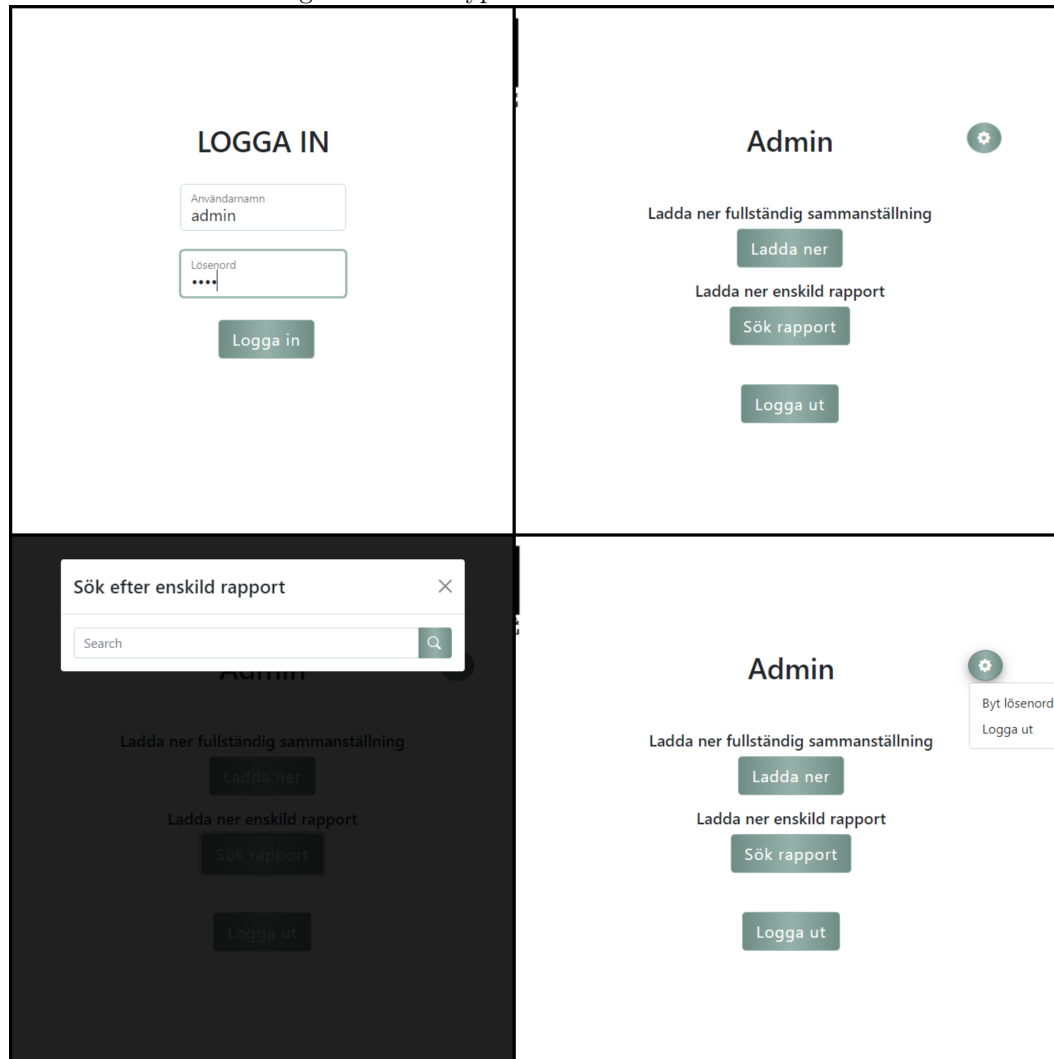 LOGGA IN
Användarnamn
admin
Lösenord
••••
Logga in
Admin
Ladda ner fullständig sammanställning
Ladda ner
Ladda ner enskild rapport
Sök rapport
Logga ut
Sök efter enskild rapport
Search
Admin
Ladda ner fullständig sammanställning
Ladda ner
Ladda ner enskild rapport
Sök rapport
Logga ut
Admin
Byt lösenord
Logga ut
Ladda ner fullständig sammanställning
Ladda ner
Ladda ner enskild rapport
Sök rapport
Logga ut